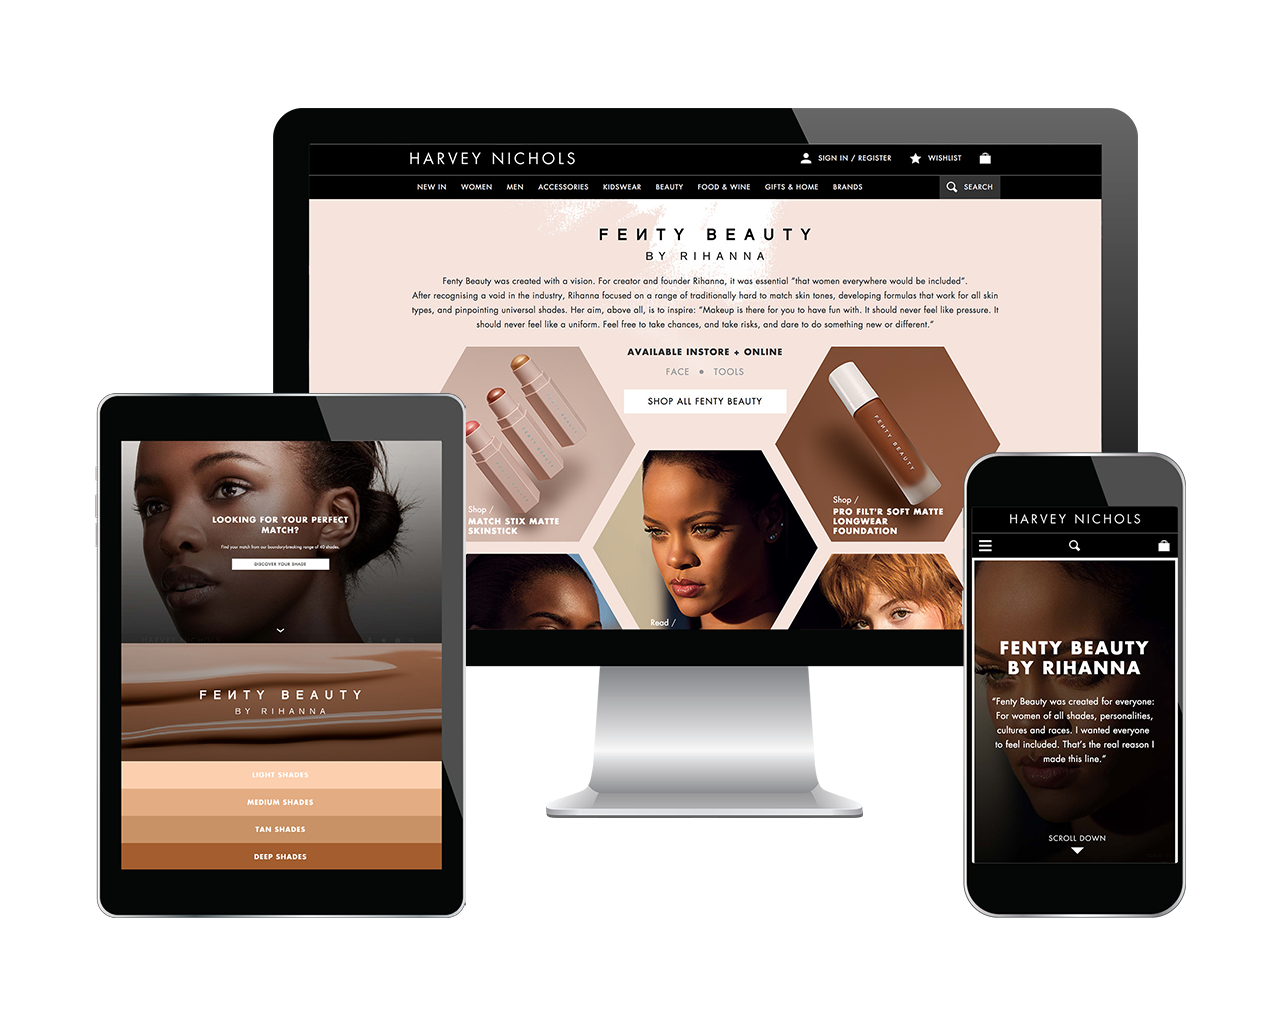 HARVEY NICHOLS
SIGN IN / REGISTER
WISHLIST
NEW IN WOMEN MEN ACCESSORIES KIDSWEAR BEAUTY FOOD & WINE GIFTS & HOME BRANDS
SEARCH
FEИTY BEAUTY
BY RIHANNA
Fenty Beauty was created with a vision. For creator and founder Rihanna, it was essential “that women everywhere would be included”.
After recognising a void in the industry, Rihanna focused on a range of traditionally hard to match skin tones, developing formulas that work for all skin
types, and pinpointing universal shades. Her aim, above all, is to inspire: “Makeup is there for you to have fun with. It should never feel like pressure. It
should never feel like a uniform. Feel free to take chances, and take risks, and dare to do something new or different.”
AVAILABLE INSTORE + ONLINE
FACE • TOOLS
SHOP ALL FENTY BEAUTY
FEИTY BEAUTY
Shop /
MATCH STIX MATTE
SKINSTICK
FEИTY BEAUTY
Shop /
PRO FILT'R SOFT MATTE
LONGWEAR
FOUNDATION
Read /
LOOKING FOR YOUR PERFECT
MATCH?
Find your match from our boundary-breaking range of 40 shades.
DISCOVER YOUR SHADE
FEИTY BEAUTY
BY RIHANNA
LIGHT SHADES
MEDIUM SHADES
TAN SHADES
DEEP SHADES
HARVEY NICHOLS
FENTY BEAUTY
BY RIHANNA
“Fenty Beauty was created for everyone:
For women of all shades, personalities,
cultures and races. I wanted everyone
to feel included. That’s the real reason I
made this line.”
SCROLL DOWN